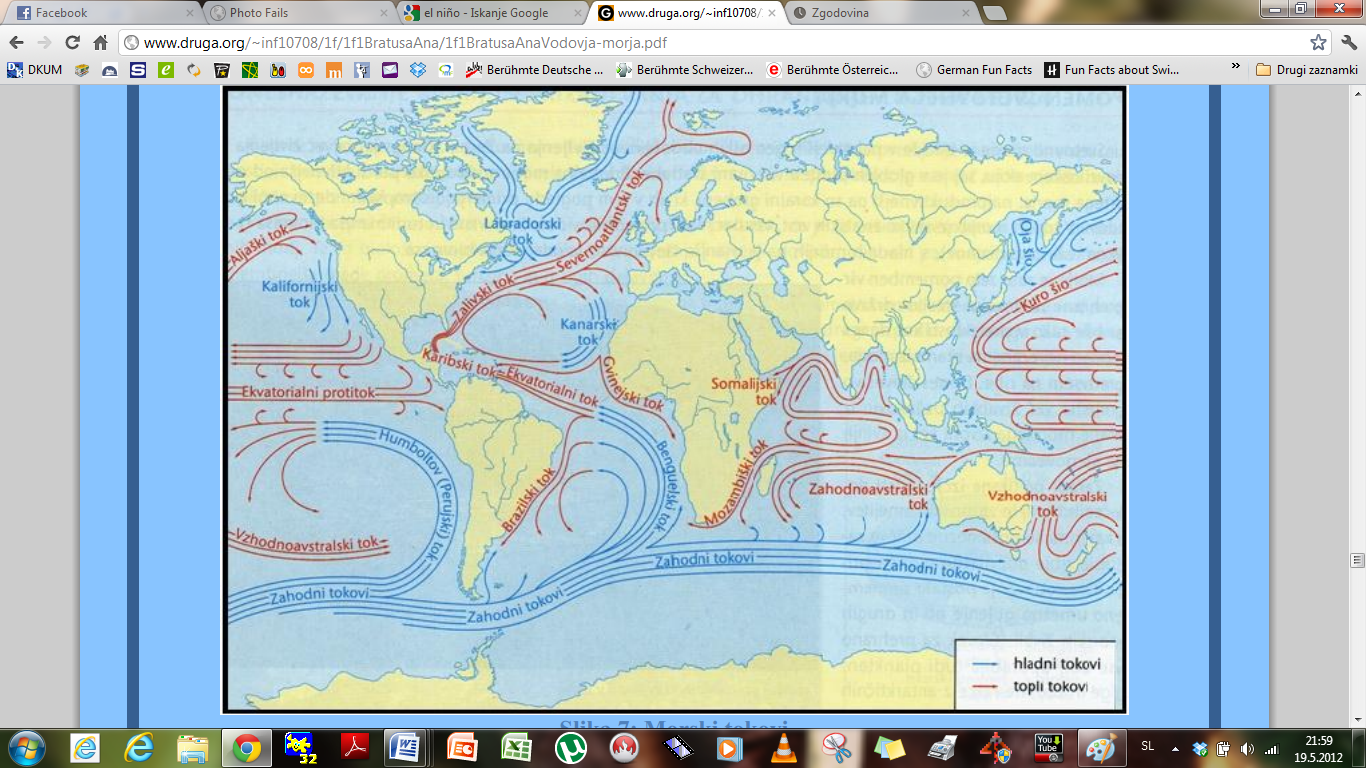 Facebook
Photo Fails
el niño - Iskanje Google
www.druga.org/~inf10708/
Zgodovina
www.druga.org/~inf10708/1f/1f1BratusaAna/1f1BratusaAnaVodovja-morja.pdf
DKUM
Berühmte Deutsche ...
Berühmte Schweizer...
Berühmte Österreic...
German Fun Facts
Fun Facts about Swi...
Drugi zaznamki
Labradorski
tok
Severnoatlantski tok
Aljaški tok
Oja šio
Kalifornijski
tok
Zalivski tok
Kuro šio
Kanarski
tok
Karibski tok
Ekvatorialni tok
Gvinejski tok
Somalijski
tok
Ekvatorialni protitok
Humboltov (Perujski) tok
Benguelski tok
Brazilski tok
Mozambiški tok
Zahodnoavstralski
tok
Vzhodnoavstralski
tok
Vzhodnoavstralski tok
Zahodni tokovi
Zahodni tokovi
Zahodni tokovi
Zahodni tokovi
hladni tokovi
topli tokovi
Slika 7: Morski tokovi
32
You
Tube
SL
21:59
19.5.2012